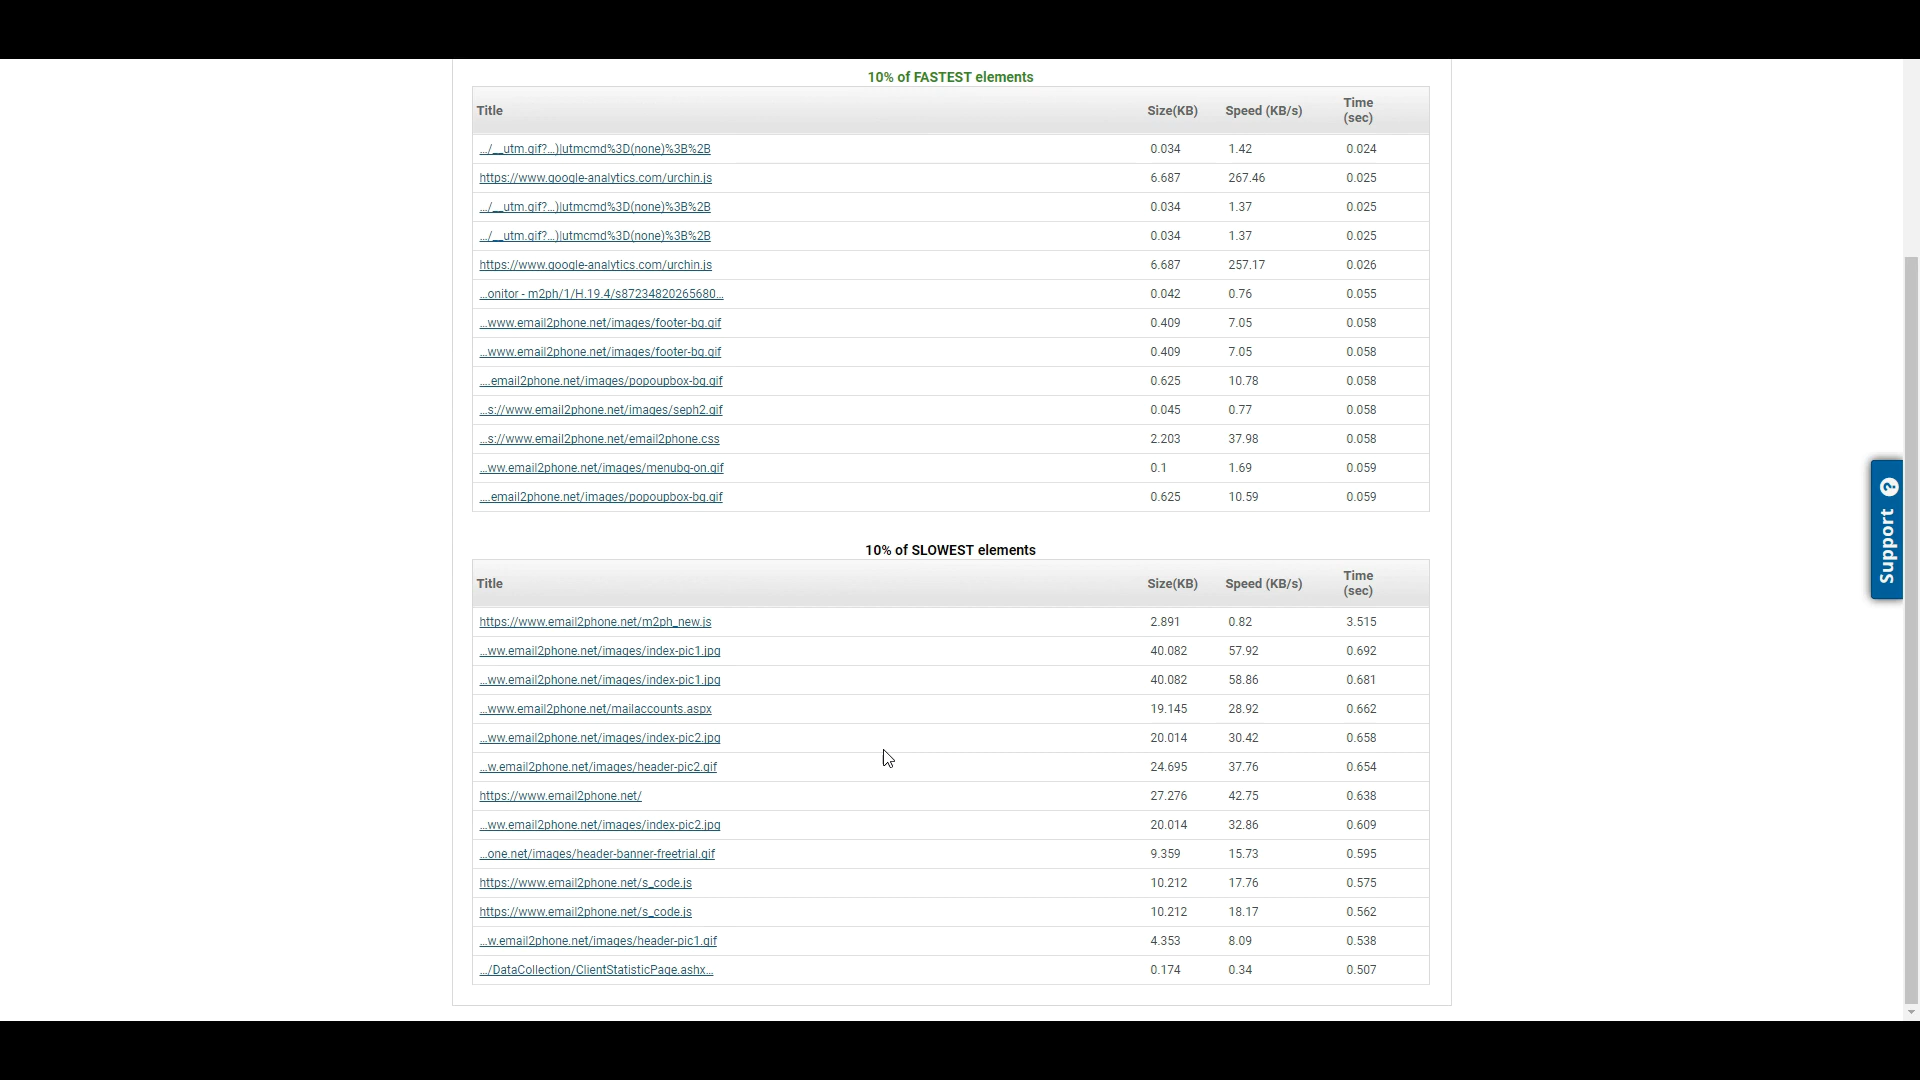 10% of FASTEST elements
Title Size(KB) Speed (KB/s) Time (sec)
.../__utm.gif?...)|utmcmd%3D(none)%3B%2B 0.034 1.42 0.024
https://www.google-analytics.com/urchin.js 6.687 267.46 0.025
.../__utm.gif?...)|utmcmd%3D(none)%3B%2B 0.034 1.37 0.025
.../__utm.gif?...)|utmcmd%3D(none)%3B%2B 0.034 1.37 0.025
https://www.google-analytics.com/urchin.js 6.687 257.17 0.026
...onitor - m2ph/1/H.19.4/s87234820265680... 0.042 0.76 0.055
...www.email2phone.net/images/footer-bg.gif 0.409 7.05 0.058
...www.email2phone.net/images/footer-bg.gif 0.409 7.05 0.058
....email2phone.net/images/popoupbox-bg.gif 0.625 10.78 0.058
...s://www.email2phone.net/images/seph2.gif 0.045 0.77 0.058
...s://www.email2phone.net/email2phone.css 2.203 37.98 0.058
...ww.email2phone.net/images/menubg-on.gif 0.1 1.69 0.059
....email2phone.net/images/popoupbox-bg.gif 0.625 10.59 0.059
10% of SLOWEST elements
Title Size(KB) Speed (KB/s) Time (sec)
https://www.email2phone.net/m2ph_new.js 2.891 0.82 3.515
...ww.email2phone.net/images/index-pic1.jpg 40.082 57.92 0.692
...ww.email2phone.net/images/index-pic1.jpg 40.082 58.86 0.681
...www.email2phone.net/mailaccounts.aspx 19.145 28.92 0.662
...ww.email2phone.net/images/index-pic2.jpg 20.014 30.42 0.658
...w.email2phone.net/images/header-pic2.gif 24.695 37.76 0.654
https://www.email2phone.net/ 27.276 42.75 0.638
...ww.email2phone.net/images/index-pic2.jpg 20.014 32.86 0.609
...one.net/images/header-banner-freetrial.gif 9.359 15.73 0.595
https://www.email2phone.net/s_code.js 10.212 17.76 0.575
https://www.email2phone.net/s_code.js 10.212 18.17 0.562
...w.email2phone.net/images/header-pic1.gif 4.353 8.09 0.538
.../DataCollection/ClientStatisticPage.ashx... 0.174 0.34 0.507
Support ?